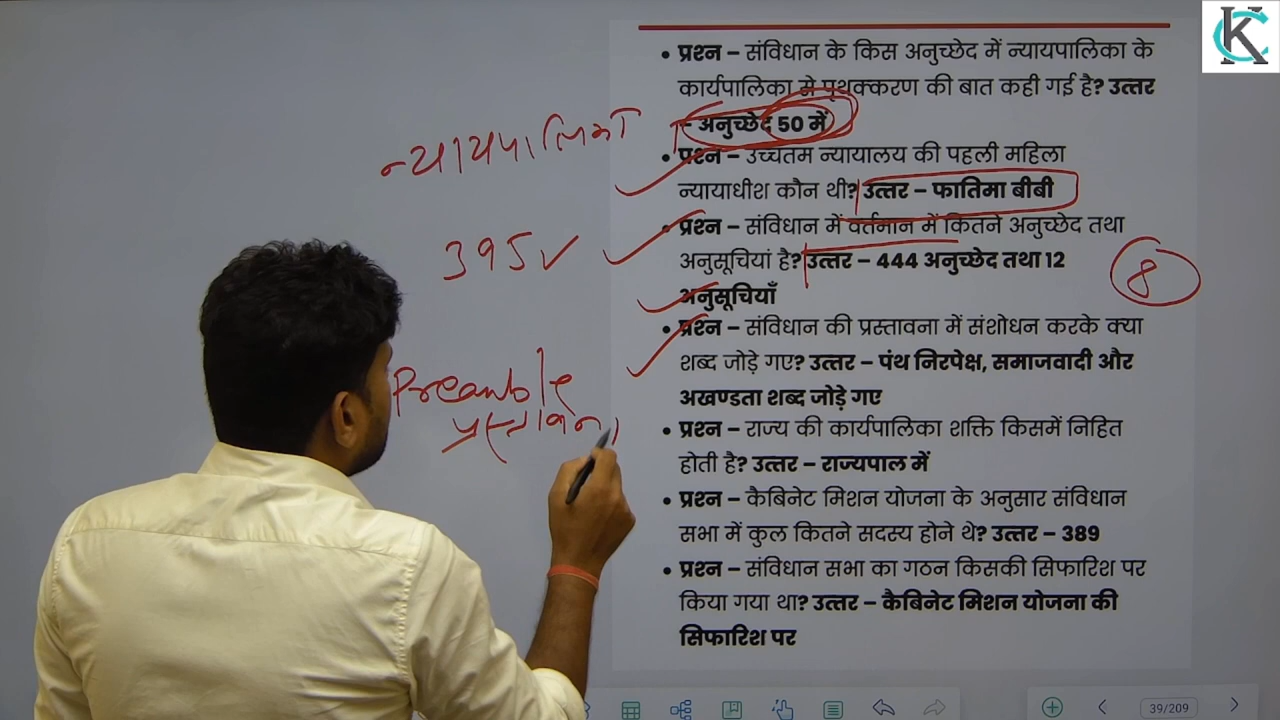 KC
• प्रश्न – संविधान के किस अनुच्छेद में न्यायपालिका के
कार्यपालिका से पृथक्करण की बात कही गई है? उत्तर
– अनुच्छेद 50 में
• प्रश्न – उच्चतम न्यायालय की पहली महिला
न्यायाधीश कौन थी? उत्तर – फातिमा बीबी
• प्रश्न – संविधान में वर्तमान में कितने अनुच्छेद तथा
अनुसूचियां है? उत्तर – 444 अनुच्छेद तथा 12
अनुसूचियाँ
• प्रश्न – संविधान की प्रस्तावना में संशोधन करके क्या
शब्द जोड़े गए? उत्तर – पंथ निरपेक्ष, समाजवादी और
अखण्डता शब्द जोड़े गए
• प्रश्न – राज्य की कार्यपालिका शक्ति किसमें निहित
होती है? उत्तर – राज्यपाल में
• प्रश्न – कैबिनेट मिशन योजना के अनुसार संविधान
सभा में कुल कितने सदस्य होने थे? उत्तर – 389
• प्रश्न – संविधान सभा का गठन किसकी सिफारिश पर
किया गया था? उत्तर – कैबिनेट मिशन योजना की
सिफारिश पर
न्यायपालिका
395
8
Preamble
प्रस्तावना
39/209